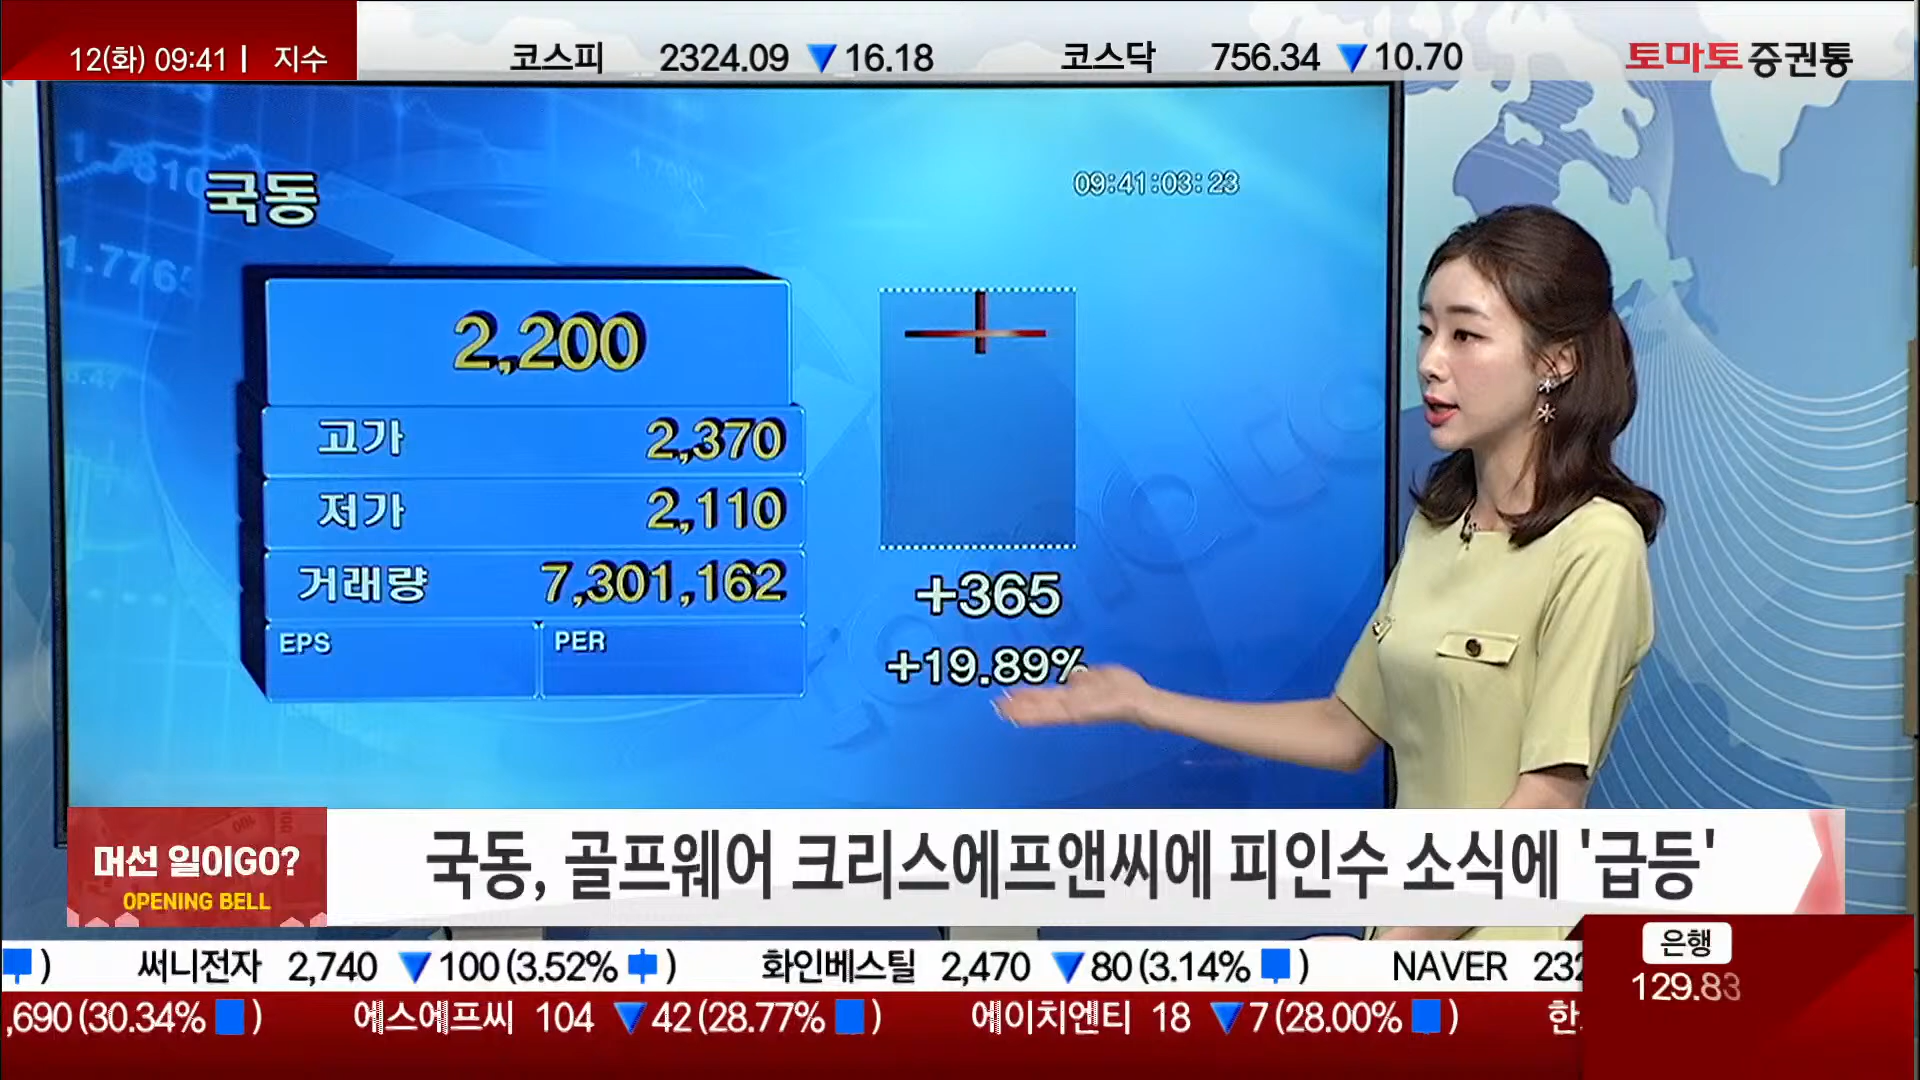 12(화) 09:41 | 지수
코스피 2324.09 ▼16.18 코스닥 756.34 ▼10.70
토마토증권통
국동
09:41:03:23
2,200
고가 2,370
저가 2,110
거래량 7,301,162
EPS PER
+365
+19.89%
머선 일이GO?
OPENING BELL
국동, 골프웨어 크리스에프앤씨에 피인수 소식에 '급등'
) 써니전자 2,740 ▼100(3.52% ) 화인베스틸 2,470 ▼80(3.14% ) NAVER 232
은행
129.83
,690(30.34% ) 에스에프씨 104 ▼42(28.77% ) 에이치엔티 18 ▼7(28.00% ) 한